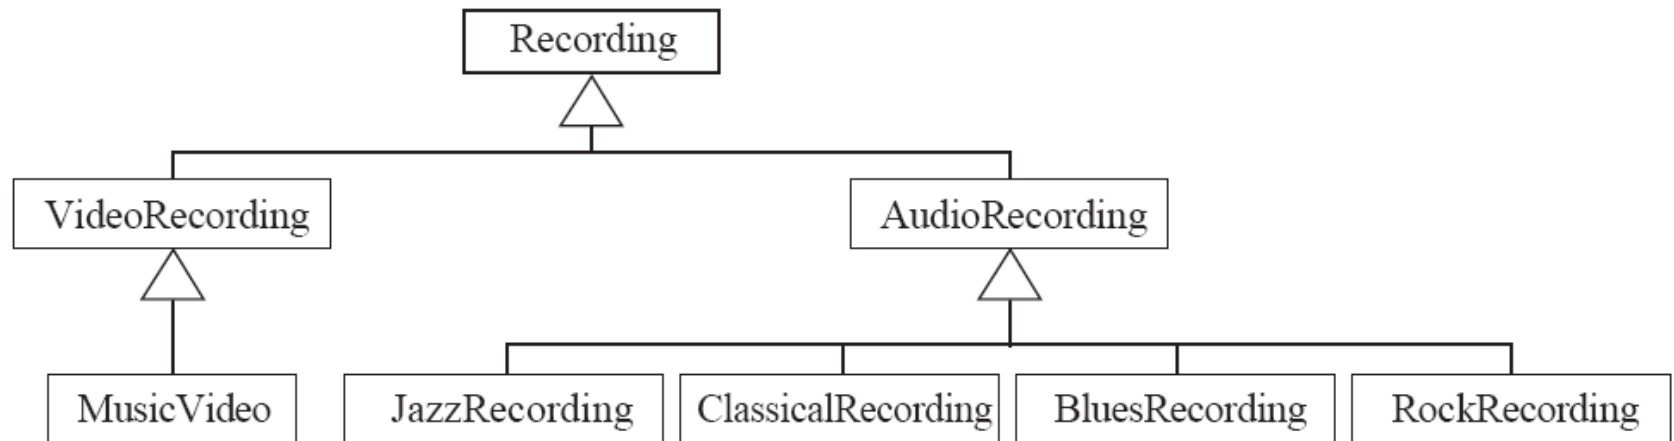 Recording
VideoRecording
AudioRecording
MusicVideo
JazzRecording
ClassicalRecording
BluesRecording
RockRecording